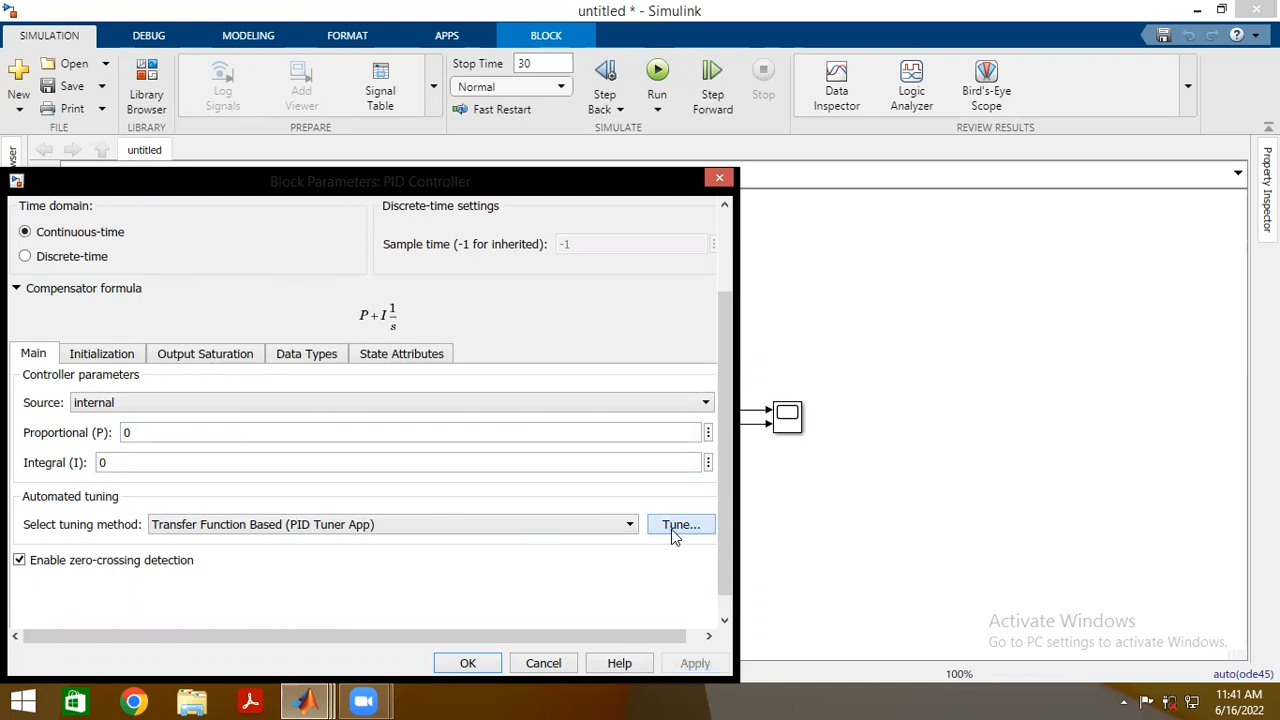 untitled * - Simulink
SIMULATION DEBUG MODELING FORMAT APPS BLOCK
New
Open
Save
Print
FILE
Library Browser
LIBRARY
Log Signals
Add Viewer
Signal Table
PREPARE
Stop Time 30
Normal
Fast Restart
Step Back
Run
Step Forward
Stop
SIMULATE
Data Inspector
Logic Analyzer
Bird's-Eye Scope
REVIEW RESULTS
untitled
Property Inspector
Block Parameters: PID Controller
Time domain:
Continuous-time
Discrete-time
Discrete-time settings
Sample time (-1 for inherited): -1
Compensator formula
P + I 1/s
Main Initialization Output Saturation Data Types State Attributes
Controller parameters
Source: internal
Proportional (P): 0
Integral (I): 0
Automated tuning
Select tuning method: Transfer Function Based (PID Tuner App) Tune...
Enable zero-crossing detection
OK Cancel Help Apply
Activate Windows
Go to PC settings to activate Windows.
100% auto(ode45)
11:41 AM
6/16/2022